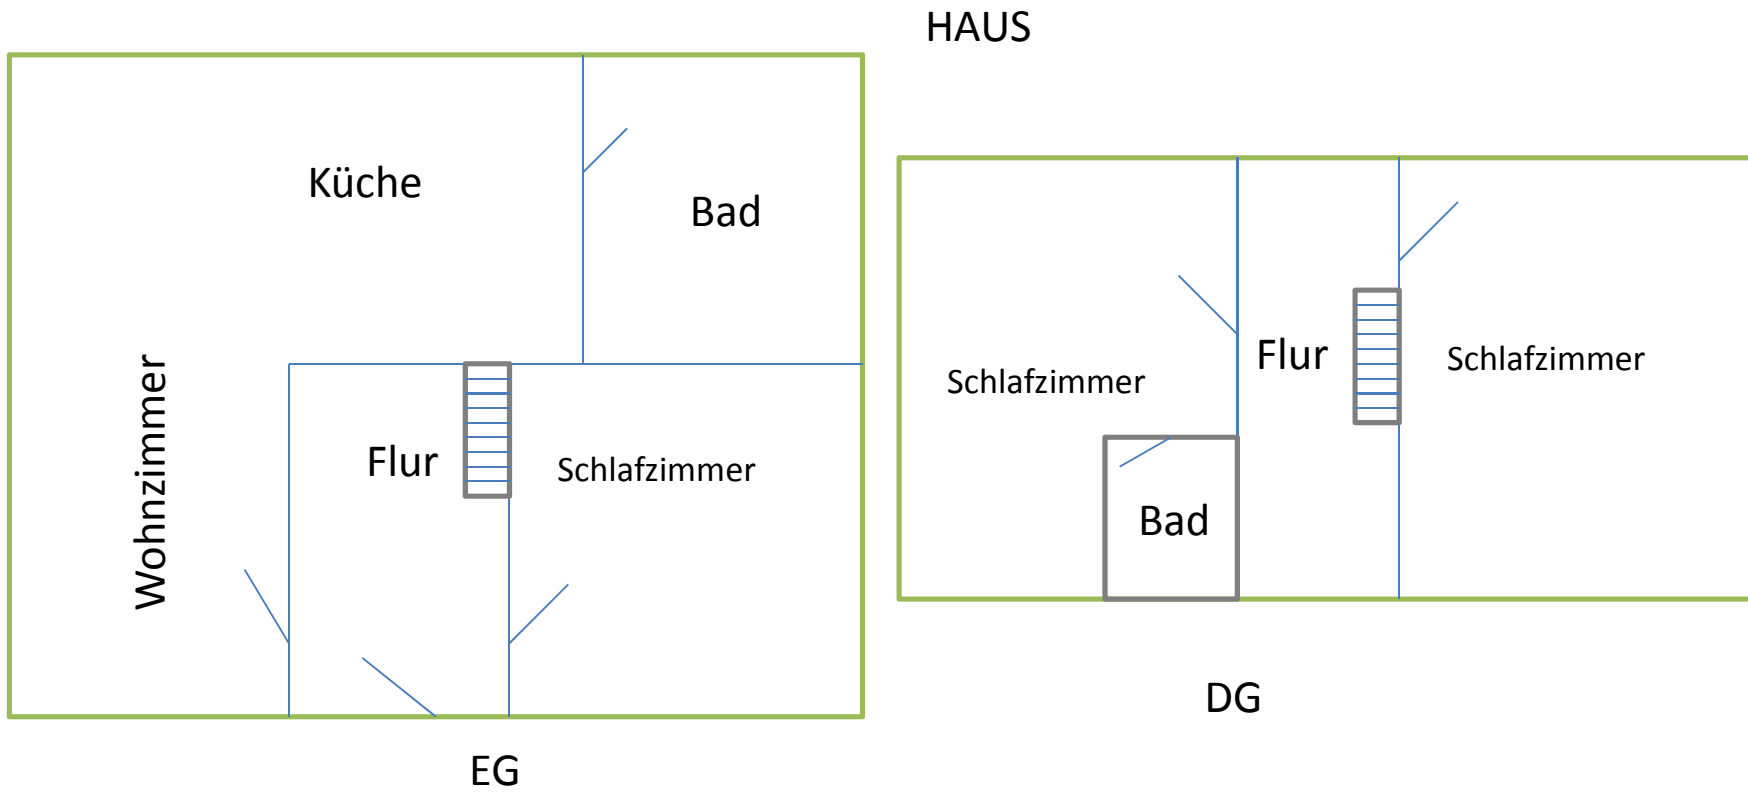 HAUS
Küche
Bad
Wohnzimmer
Flur
Schlafzimmer
EG
Schlafzimmer
Flur
Schlafzimmer
Bad
DG